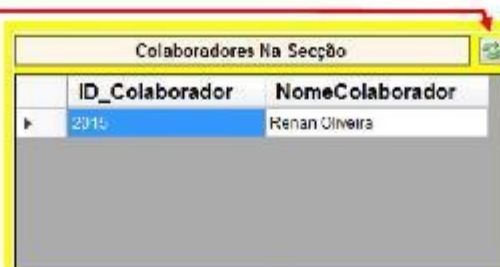 Colaboradores Na Secção
ID_Colaborador NomeColaborador
2015 Renan Oliveira